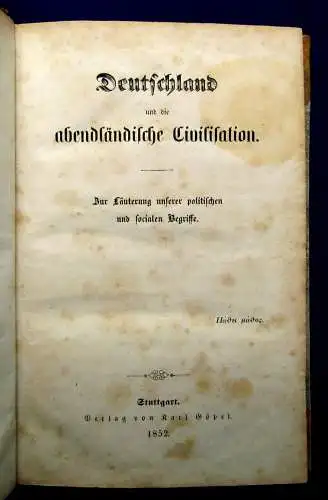 Deutschland
und die
abendländische Civilisation.
Zur Läuterung unserer politischen
und socialen Begriffe.
Stuttgart.
Verlag von Karl Göpel.
1852.